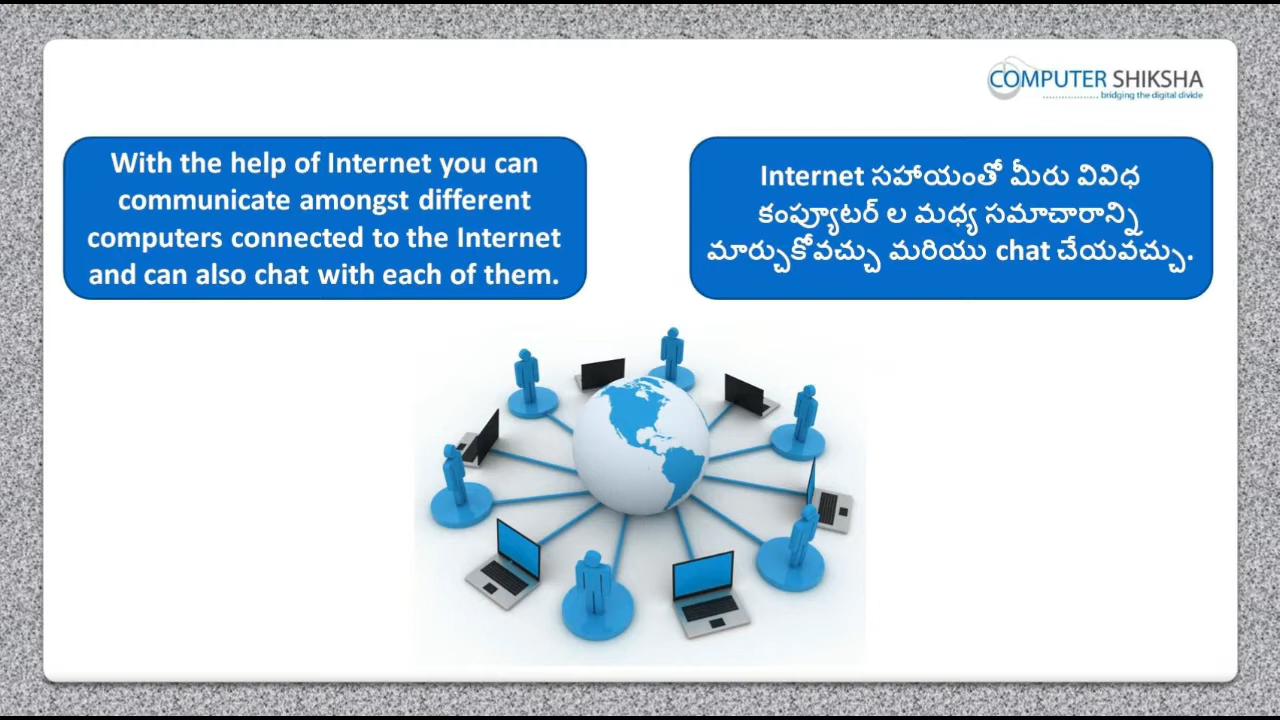 COMPUTER SHIKSHA
bridging the digital divide
With the help of Internet you can
communicate amongst different
computers connected to the Internet
and can also chat with each of them.
Internet సహాయంతో మీరు వివిధ
కంప్యూటర్ ల మధ్య సమాచారాన్ని
మార్చుకోవచ్చు మరియు chat చేయవచ్చు.